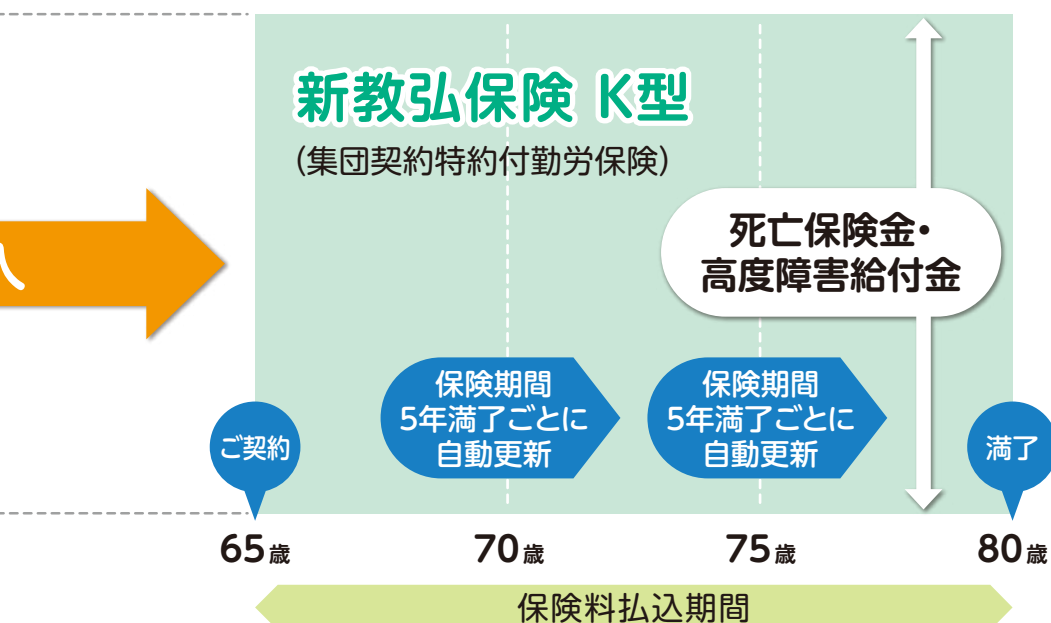 新教弘保険 K型
(集団契約特約付勤労保険)
死亡保険金・
高度障害給付金
保険期間
5年満了ごとに
自動更新
保険期間
5年満了ごとに
自動更新
ご契約
満了
65歳
70歳
75歳
80歳
保険料払込期間